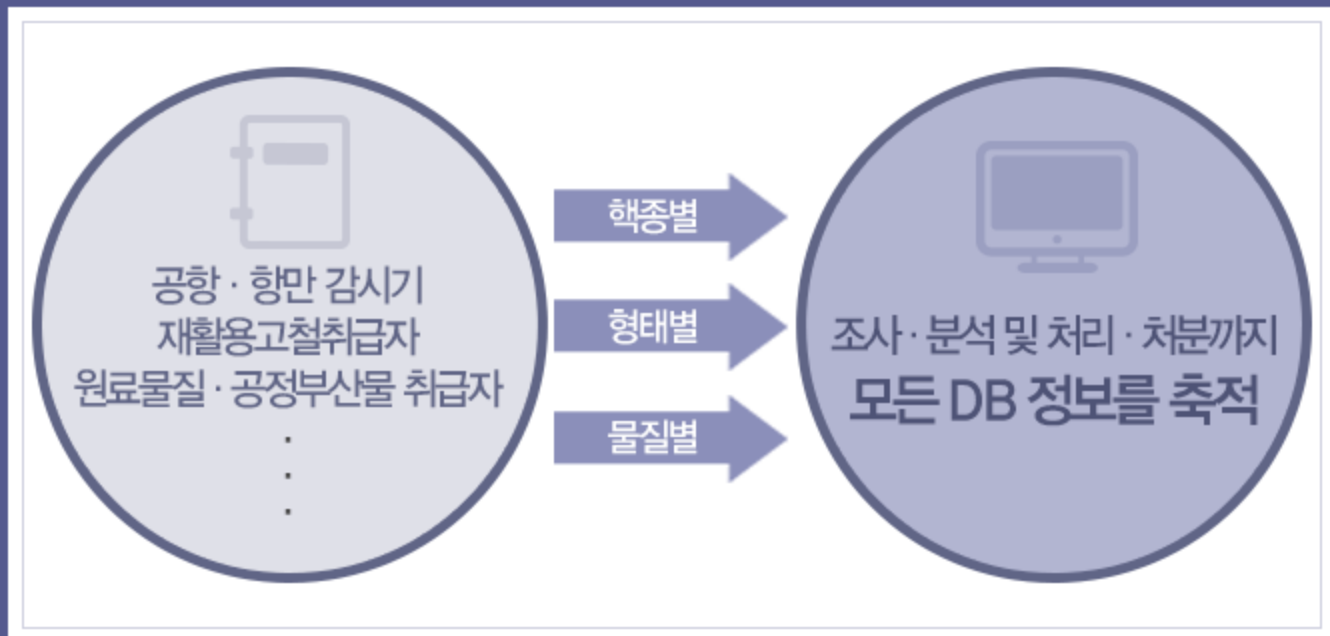 공항 · 항만 감시기
재활용고철취급자
원료물질 · 공정부산물 취급자
.
.
.
핵종별
형태별
물질별
조사 · 분석 및 처리 · 처분까지
모든 DB 정보를 축적